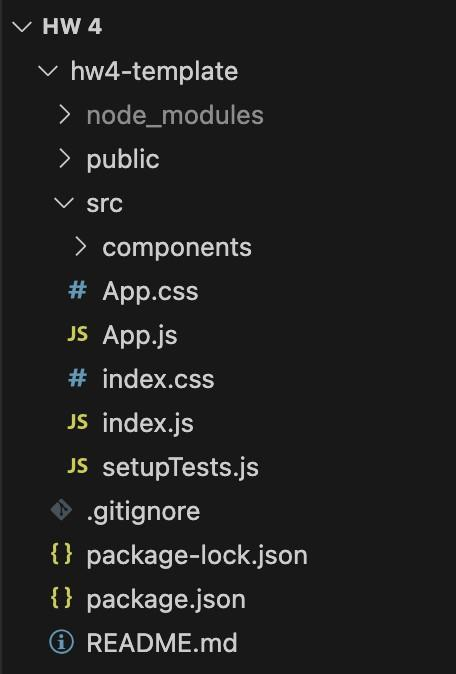 HW 4
hw4-template
node_modules
public
src
components
# App.css
JS App.js
# index.css
JS index.js
JS setupTests.js
.gitignore
{} package-lock.json
{} package.json
README.md